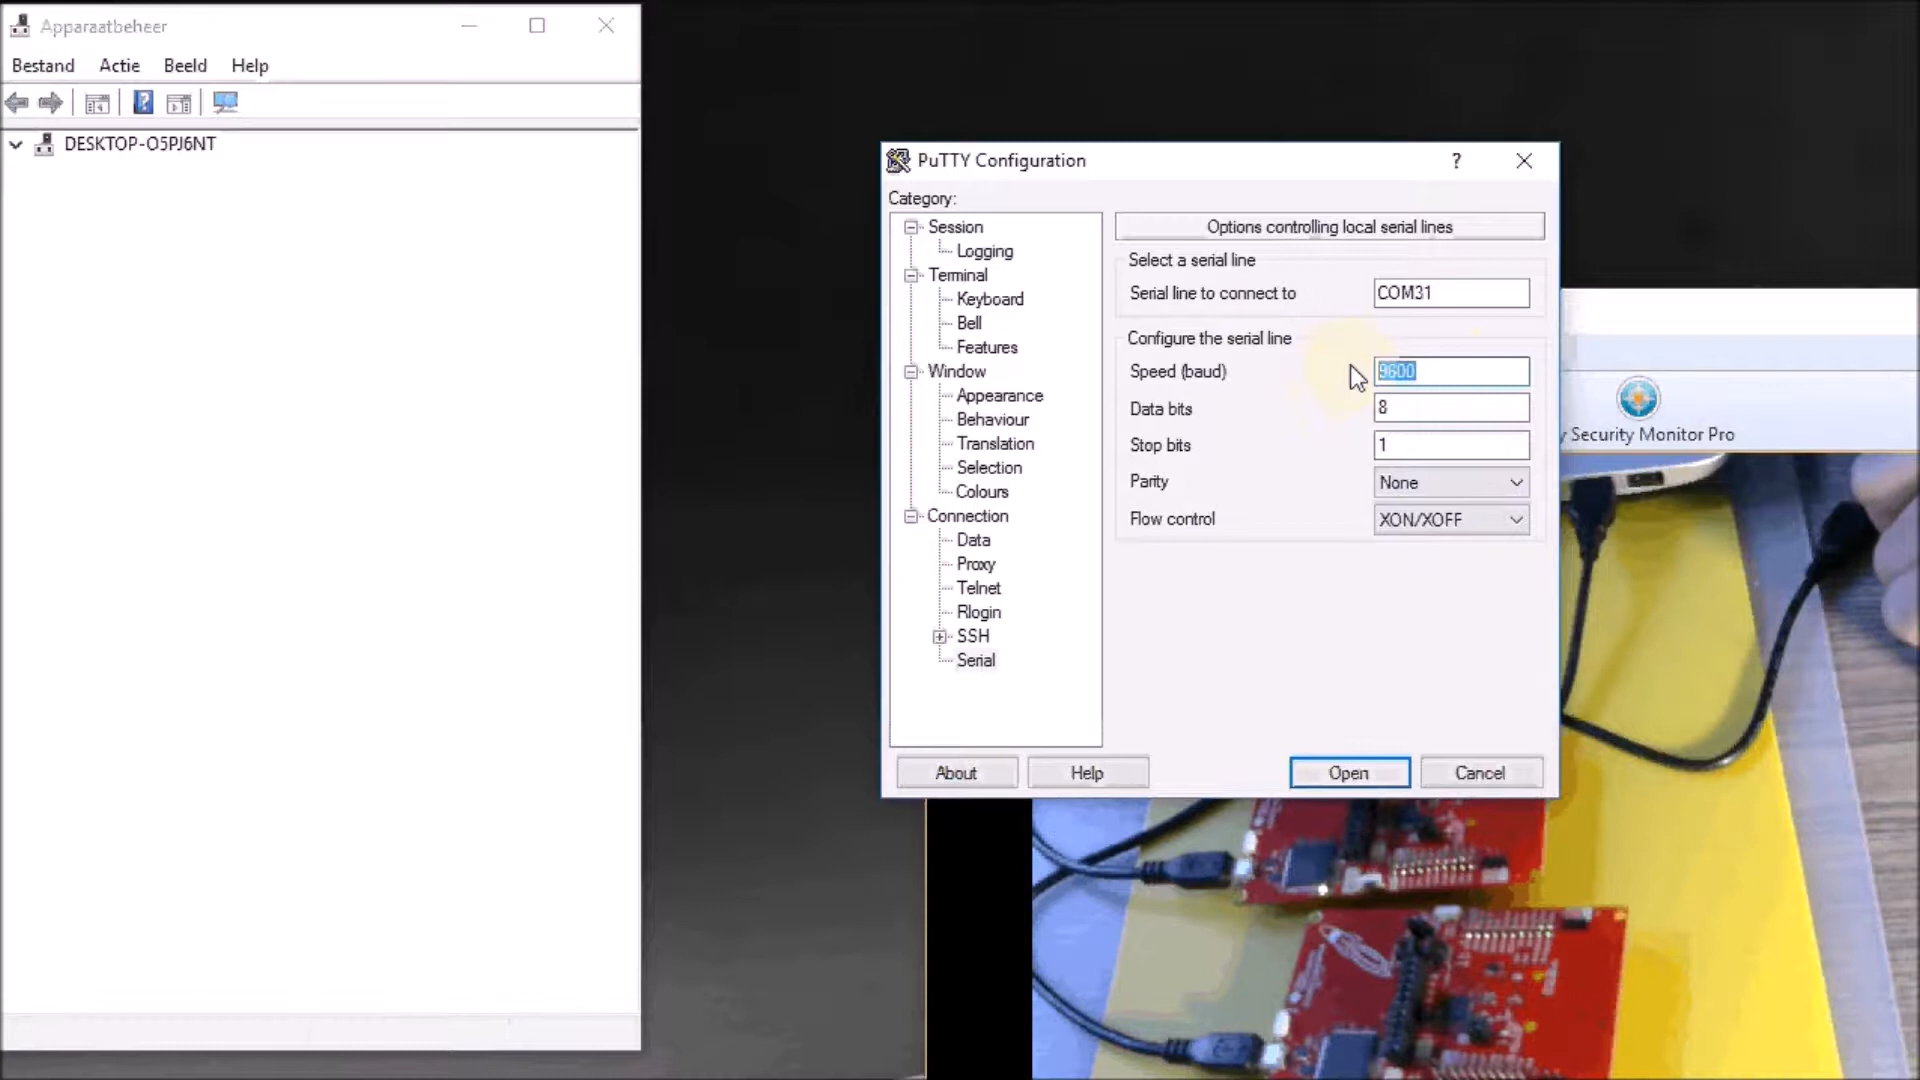 Apparaatbeheer
Bestand Actie Beeld Help
DESKTOP-O5PJ6NT
PuTTY Configuration
Category:
Session
Logging
Terminal
Keyboard
Bell
Features
Window
Appearance
Behaviour
Translation
Selection
Colours
Connection
Data
Proxy
Telnet
Rlogin
SSH
Serial
Options controlling local serial lines
Select a serial line
Serial line to connect to COM31
Configure the serial line
Speed (baud) 9600
Data bits 8
Stop bits 1
Parity None
Flow control XON/XOFF
About Help Open Cancel
Security Monitor Pro